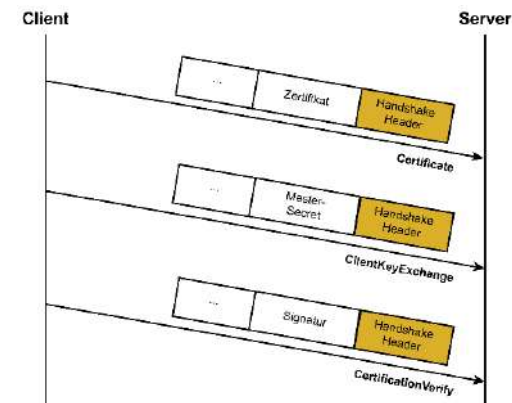 Client
Server
...
Zertifikat
Handshake
Header
Certificate
...
Master-
Secret
Handshake
Header
ClientKeyExchange
...
Signatur
Handshake
Header
CertificationVerify